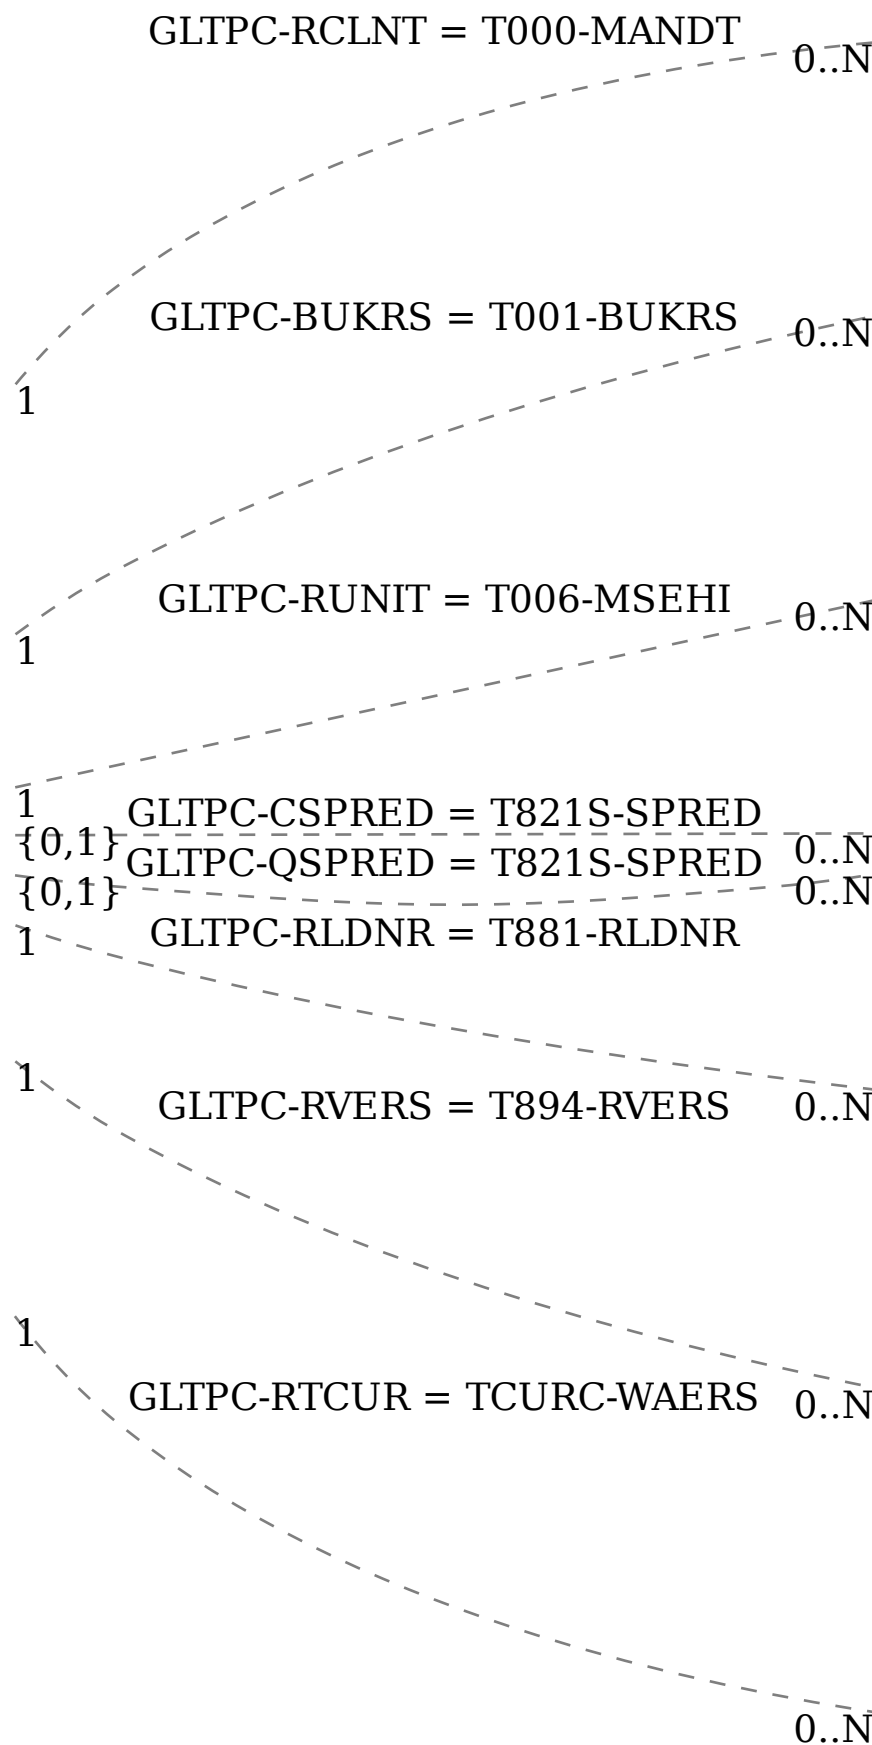 GLTPC-RCLNT = T000-MANDT
0..N
1
GLTPC-BUKRS = T001-BUKRS
0..N
1
GLTPC-RUNIT = T006-MSEHI
0..N
1
GLTPC-CSPRED = T821S-SPRED
{0,1}
0..N
GLTPC-QSPRED = T821S-SPRED
{0,1}
0..N
GLTPC-RLDNR = T881-RLDNR
1
0..N
GLTPC-RVERS = T894-RVERS
1
0..N
GLTPC-RTCUR = TCURC-WAERS
1
0..N